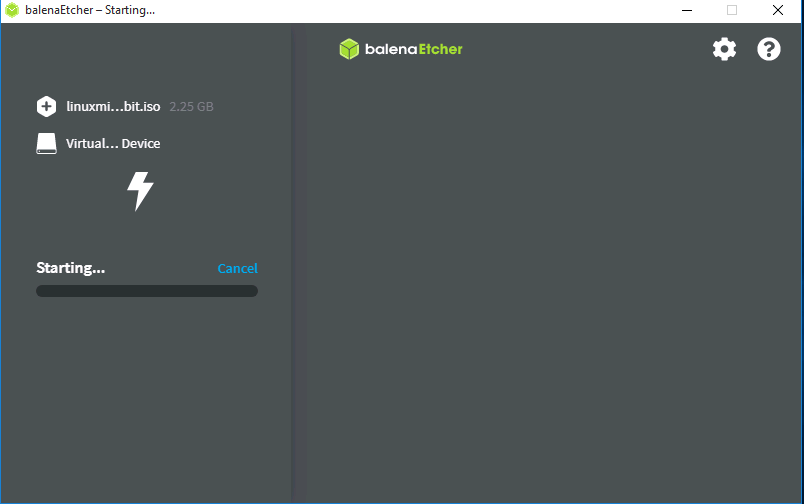 balenaEtcher – Starting...
balenaEtcher
linuxmi...bit.iso 2.25 GB
Virtual... Device
Starting... Cancel